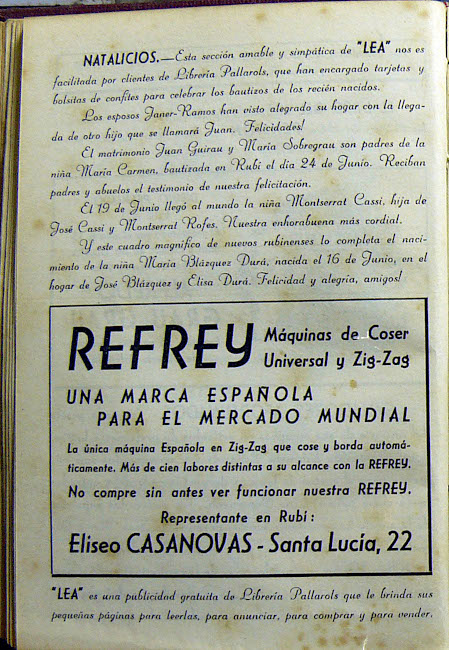 NATALICIOS.—Esta sección amable y simpática de "LEA" nos es
facilitada por clientes de Librería Pallarols, que han encargado tarjetas y
bolsitas de confites para celebrar los bautizos de los recién nacidos.
Los esposos Janer-Ramos han visto alegrado su hogar con la llega-
da de otro hijo que se llamará Juan. Felicidades!
El matrimonio Juan Guirau y María Sobregrau son padres de la
niña María Carmen, bautizada en Rubí el día 24 de Junio. Reciban
padres y abuelos el testimonio de nuestra felicitación.
El 19 de Junio llegó al mundo la niña Montserrat Cassi, hija de
José Cassi y Montserrat Rofes. Nuestra enhorabuena más cordial.
Y este cuadro magnífico de nuevos rubinenses lo completa el naci-
miento de la niña María Blázquez Durá, nacida el 16 de Junio, en el
hogar de José Blázquez y Elisa Durá. Felicidad y alegría, amigos!
REFREY Máquinas de Coser
Universal y Zig-Zag
UNA MARCA ESPAÑOLA
PARA EL MERCADO MUNDIAL
La única máquina Española en Zig-Zag que cose y borda automá-
ticamente. Más de cien labores distintas a su alcance con la REFREY.
No compre sin antes ver funcionar nuestra REFREY.
Representante en Rubí:
Eliseo CASANOVAS - Santa Lucía, 22
"LEA" es una publicidad gratuita de Librería Pallarols que le brinda sus
pequeñas páginas para leerlas, para anunciar, para comprar y para vender.